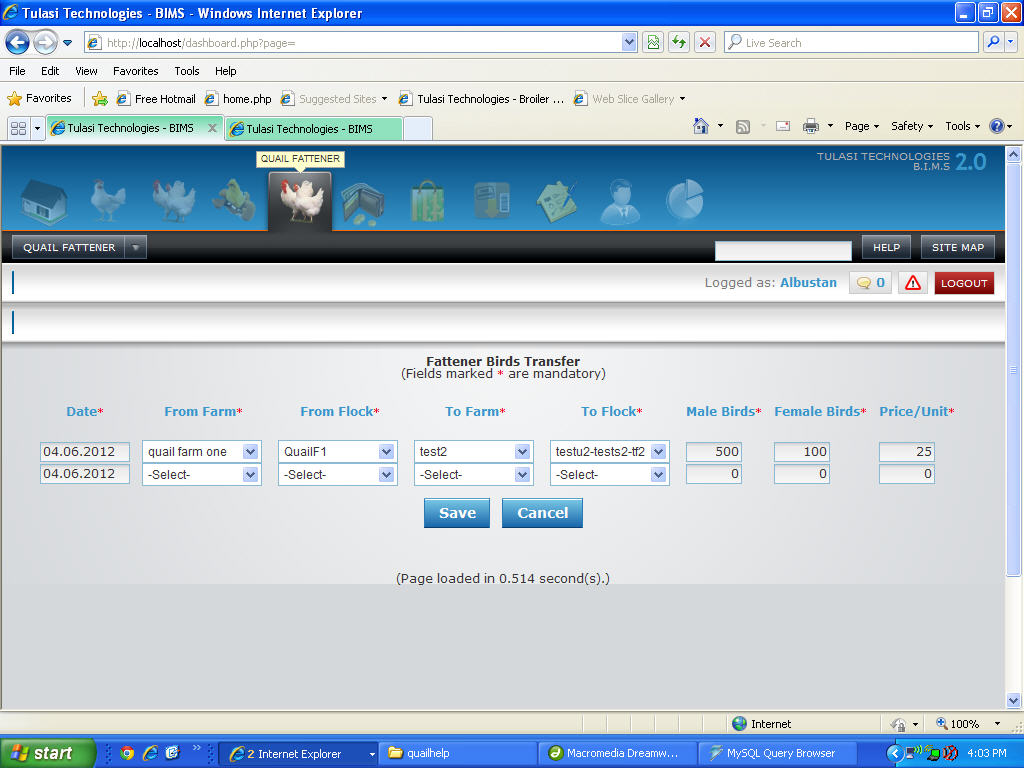 Tulasi Technologies - BIMS - Windows Internet Explorer
http://localhost/dashboard.php?page=
Live Search
File Edit View Favorites Tools Help
Favorites Free Hotmail home.php Suggested Sites Tulasi Technologies - Broiler ... Web Slice Gallery
Tulasi Technologies - BIMS Tulasi Technologies - BIMS Page Safety Tools
QUAIL FATTENER
TULASI TECHNOLOGIES
B.I.M.S 2.0
QUAIL FATTENER HELP SITE MAP
Logged as: Albustan 0 LOGOUT
Fattener Birds Transfer
(Fields marked * are mandatory)
Date* From Farm* From Flock* To Farm* To Flock* Male Birds* Female Birds* Price/Unit*
04.06.2012 quail farm one QuailF1 test2 testu2-tests2-tf2 500 100 25
04.06.2012 -Select- -Select- -Select- -Select- 0 0 0
Save Cancel
(Page loaded in 0.514 second(s).)
Internet 100%
start 2 Internet Explorer quailhelp Macromedia Dreamw... MySQL Query Browser 4:03 PM